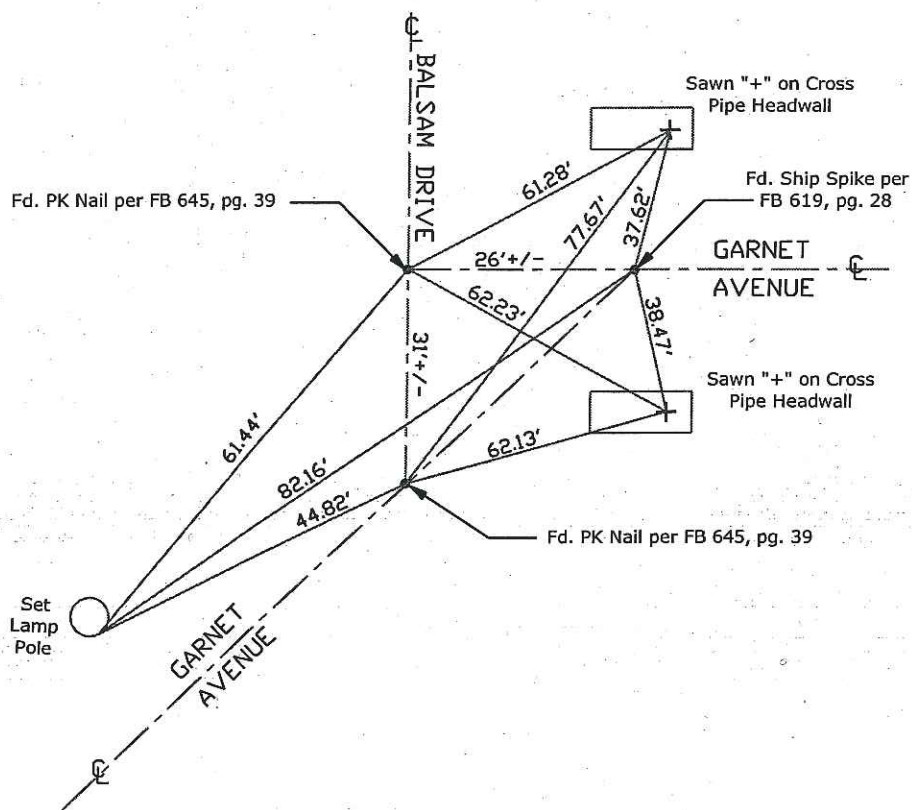 ℄
BALSAM DRIVE
Sawn "+" on Cross
Pipe Headwall
Fd. PK Nail per FB 645, pg. 39
61.28'
77.67'
37.62'
Fd. Ship Spike per
FB 619, pg. 28
26'+/-
GARNET
AVENUE
℄
62.23'
31'+/-
38.47'
Sawn "+" on Cross
Pipe Headwall
61.44'
82.16'
44.82'
62.13'
Fd. PK Nail per FB 645, pg. 39
Set
Lamp
Pole
GARNET
AVENUE
℄